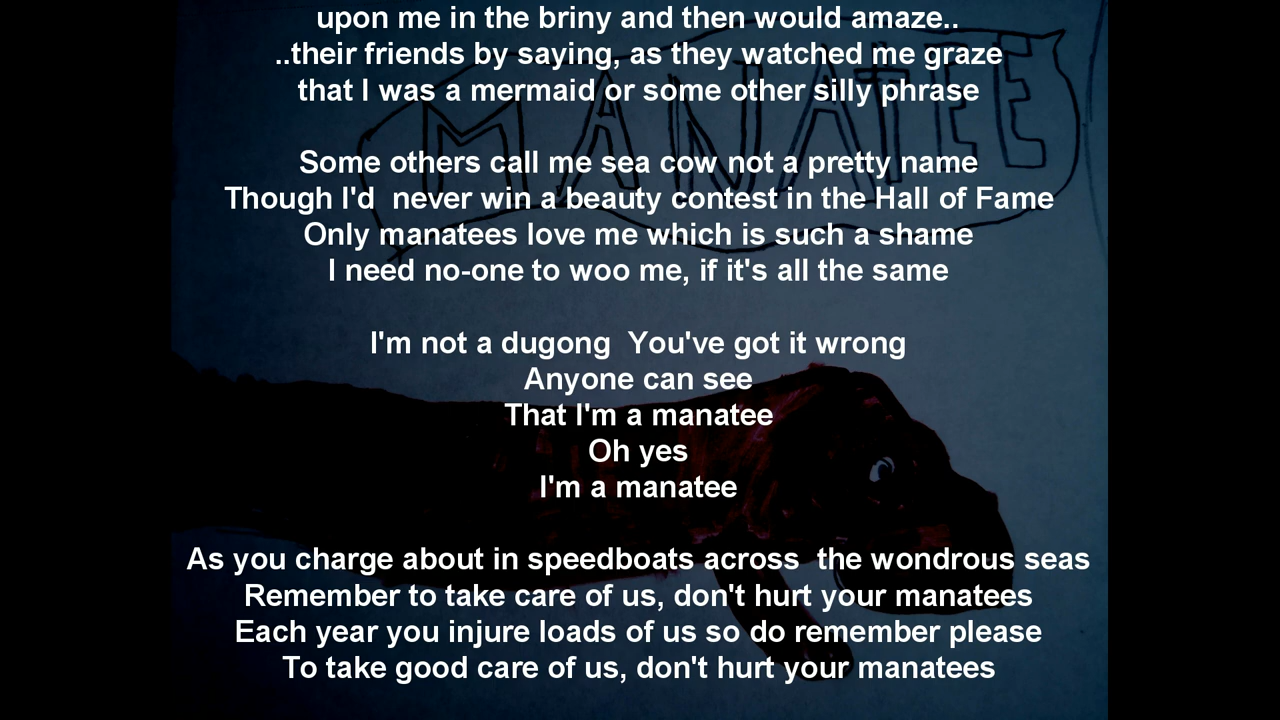 upon me in the briny and then would amaze..
..their friends by saying, as they watched me graze
that I was a mermaid or some other silly phrase
MANATEE
Some others call me sea cow not a pretty name
Though I'd  never win a beauty contest in the Hall of Fame
Only manatees love me which is such a shame
I need no-one to woo me, if it's all the same
I'm not a dugong  You've got it wrong
Anyone can see
That I'm a manatee
Oh yes
I'm a manatee
As you charge about in speedboats across  the wondrous seas
Remember to take care of us, don't hurt your manatees
Each year you injure loads of us so do remember please
To take good care of us, don't hurt your manatees